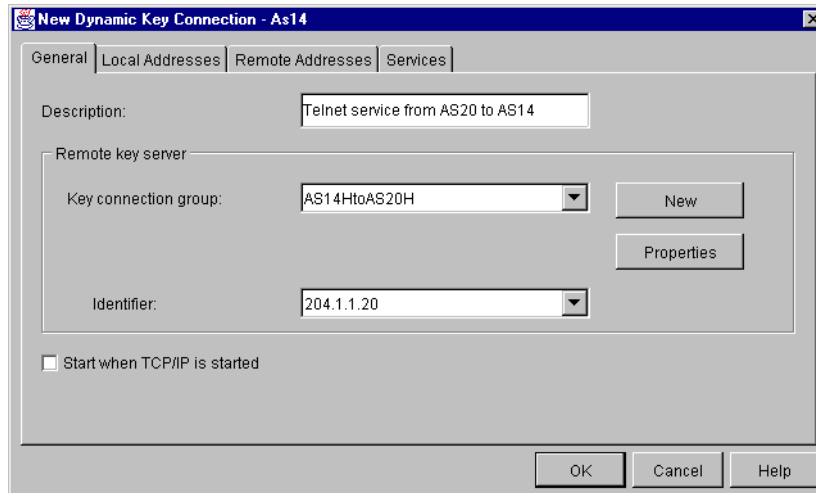 New Dynamic Key Connection - As14
General Local Addresses Remote Addresses Services
Description: Telnet service from AS20 to AS14
Remote key server
Key connection group: AS14HtoAS20H New
Properties
Identifier: 204.1.1.20
Start when TCP/IP is started
OK Cancel Help